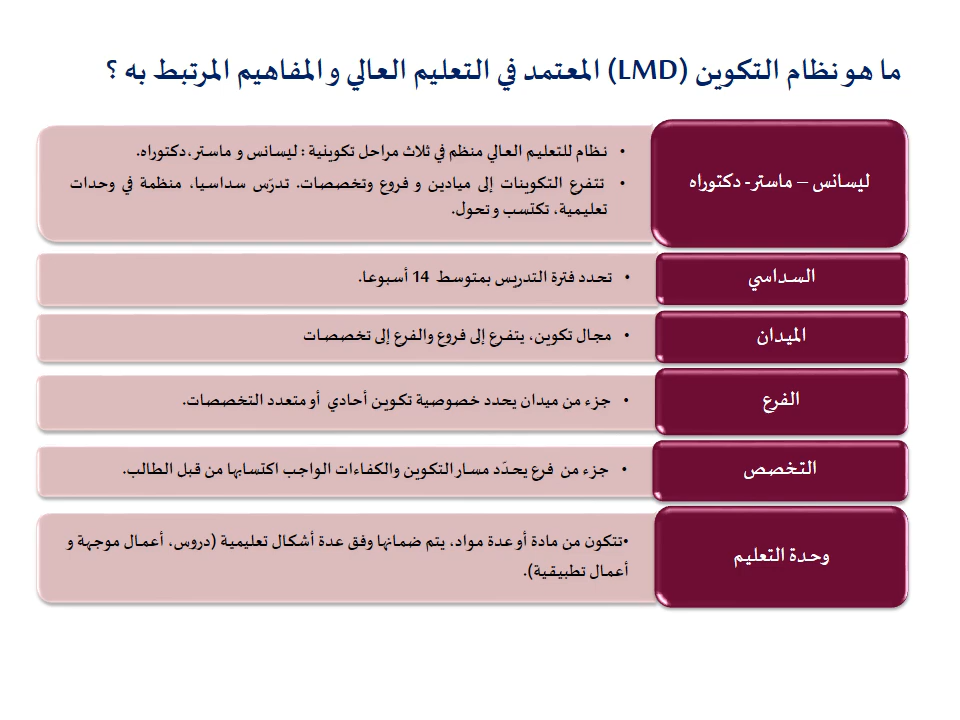 ما هو نظام التكوين (LMD) المعتمد في التعليم العالي و المفاهيم المرتبط به ؟
ليسانس – ماستر- دكتوراه
• نظام للتعليم العالي منظم في ثلاث مراحل تكوينية : ليسانس و ماستر، دكتوراه.
• تتفرع التكوينات إلى ميادين و فروع وتخصصات. تدرّس سداسيا، منظمة في وحدات
تعليمية، تكتسب و تحول.
السداسي
• تحدد فترة التدريس بمتوسط 14 أسبوعا.
الميدان
• مجال تكوين، يتفرع إلى فروع والفرع إلى تخصصات
الفرع
• جزء من ميدان يحدد خصوصية تكوين أحادي أو متعدد التخصصات.
التخصص
• جزء من فرع يحدّد مسار التكوين والكفاءات الواجب اكتسابها من قبل الطالب.
وحدة التعليم
•تتكون من مادة أو عدة مواد، يتم ضمانها وفق عدة أشكال تعليمية (دروس، أعمال موجهة و
أعمال تطبيقية).